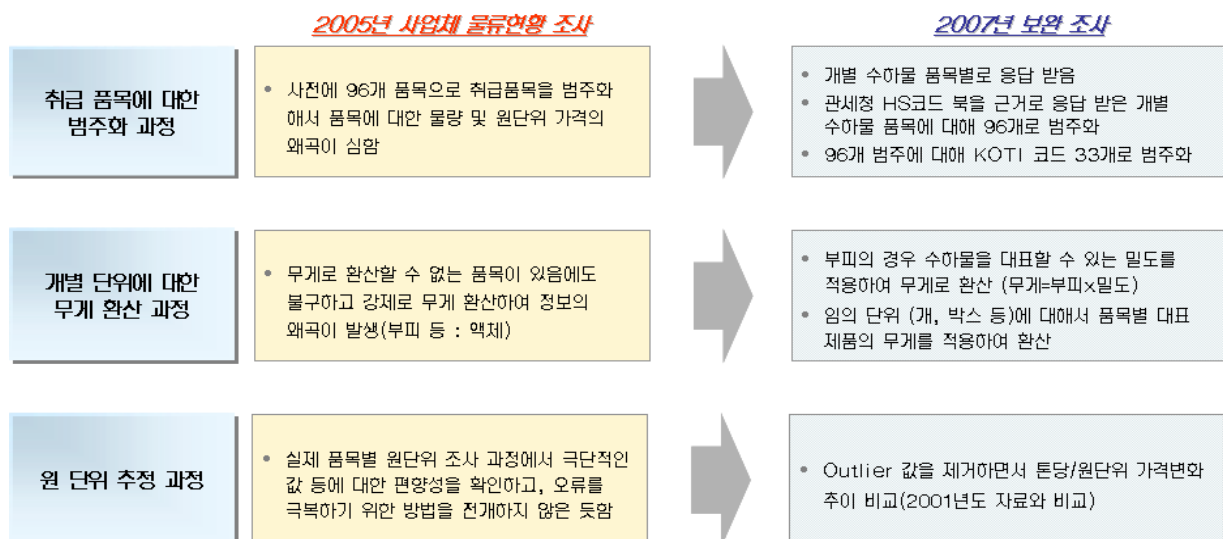 2005년 사업체 물류현황 조사
2007년 보완 조사
취급 품목에 대한
범주화 과정
• 사전에 96개 품목으로 취급품목을 범주화
해서 품목에 대한 물량 및 원단위 가격의
왜곡이 심함
• 개별 수하물 품목별로 응답 받음
• 관세청 HS코드 북을 근거로 응답 받은 개별
수하물 품목에 대해 96개로 범주화
• 96개 범주에 대해 KOTI 코드 33개로 범주화
개별 단위에 대한
무게 환산 과정
• 무게로 환산할 수 없는 품목이 있음에도
불구하고 강제로 무게 환산하여 정보의
왜곡이 발생(부피 등 : 액체)
• 부피의 경우 수하물을 대표할 수 있는 밀도를
적용하여 무게로 환산 (무게=부피×밀도)
• 임의 단위 (개, 박스 등)에 대해서 품목별 대표
제품의 무게를 적용하여 환산
원 단위 추정 과정
• 실제 품목별 원단위 조사 과정에서 극단적인
값 등에 대한 편향성을 확인하고, 오류를
극복하기 위한 방법을 전개하지 않은 듯함
• Outlier 값을 제거하면서 톤당/원단위 가격변화
추이 비교(2001년도 자료와 비교)